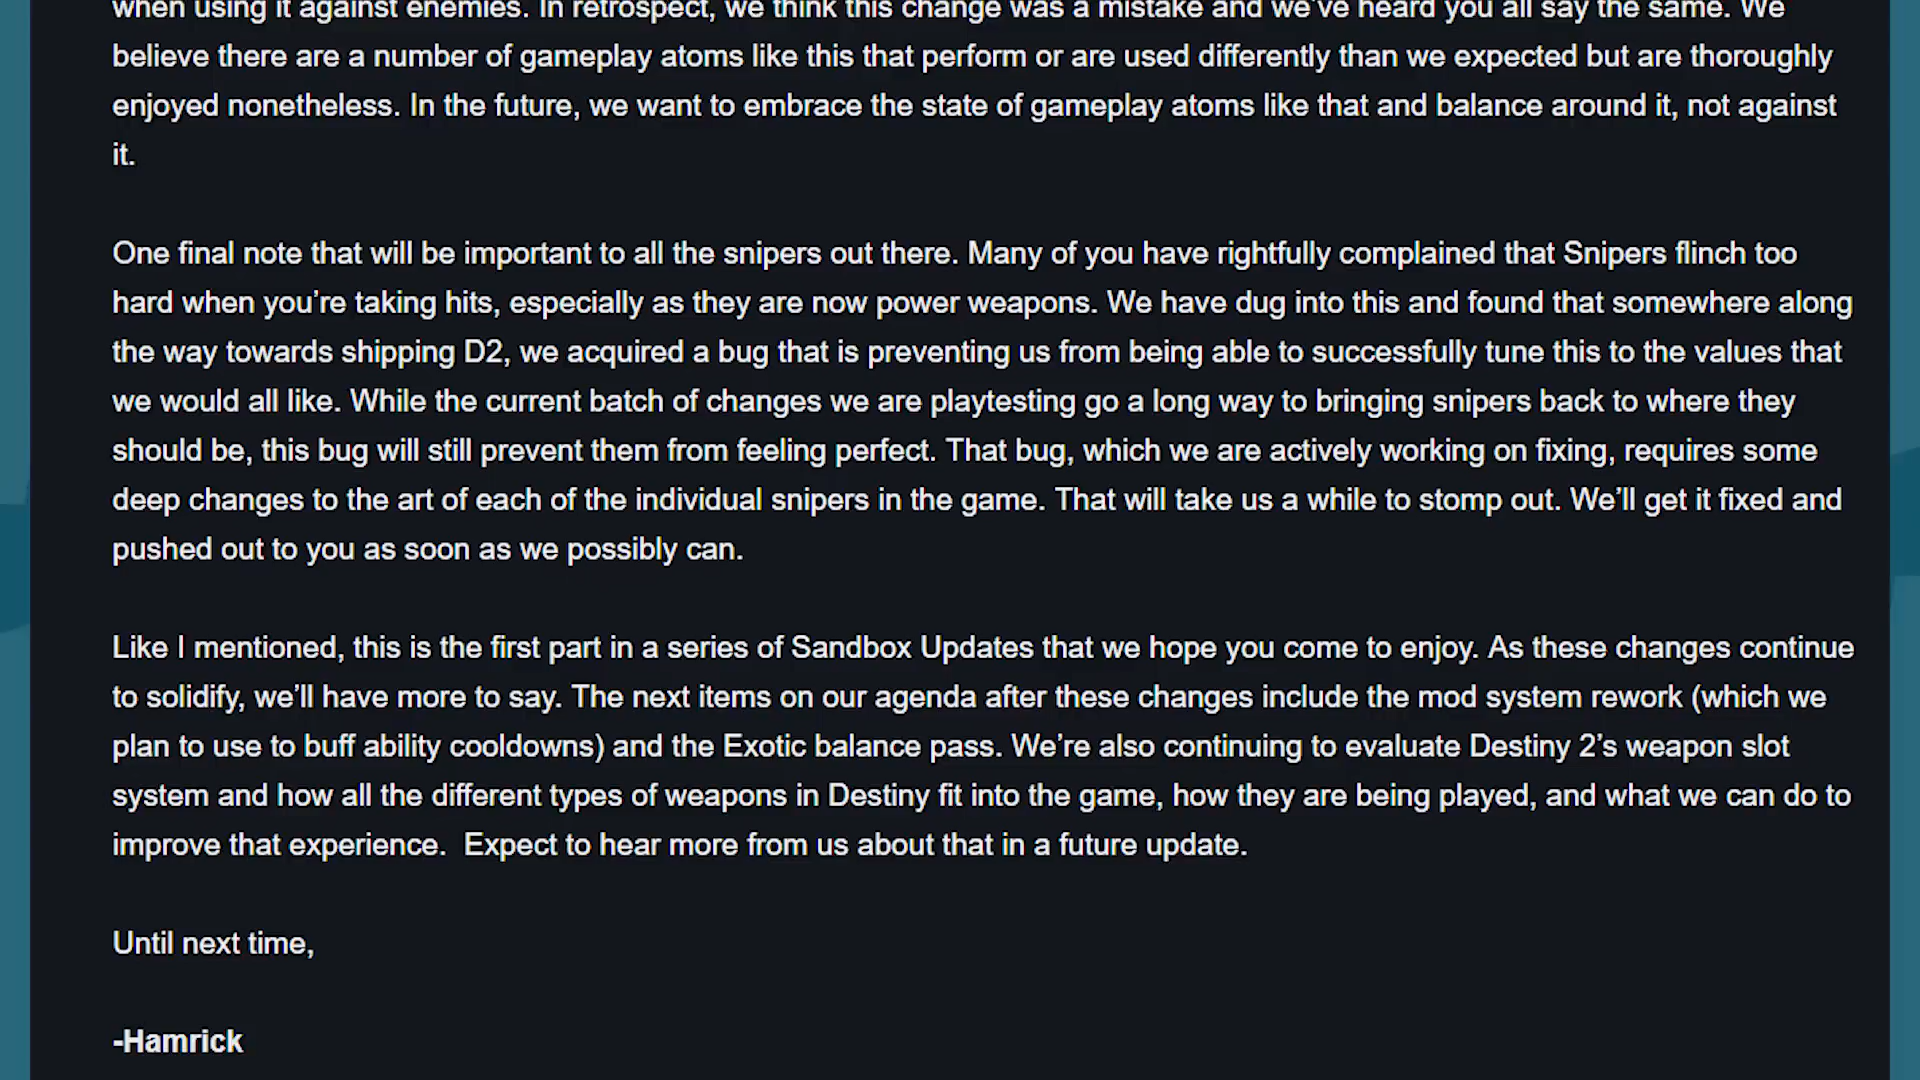 when using it against enemies. In retrospect, we think this change was a mistake and we've heard you all say the same. We
believe there are a number of gameplay atoms like this that perform or are used differently than we expected but are thoroughly
enjoyed nonetheless. In the future, we want to embrace the state of gameplay atoms like that and balance around it, not against
it.
One final note that will be important to all the snipers out there. Many of you have rightfully complained that Snipers flinch too
hard when you’re taking hits, especially as they are now power weapons. We have dug into this and found that somewhere along
the way towards shipping D2, we acquired a bug that is preventing us from being able to successfully tune this to the values that
we would all like. While the current batch of changes we are playtesting go a long way to bringing snipers back to where they
should be, this bug will still prevent them from feeling perfect. That bug, which we are actively working on fixing, requires some
deep changes to the art of each of the individual snipers in the game. That will take us a while to stomp out. We’ll get it fixed and
pushed out to you as soon as we possibly can.
Like I mentioned, this is the first part in a series of Sandbox Updates that we hope you come to enjoy. As these changes continue
to solidify, we’ll have more to say. The next items on our agenda after these changes include the mod system rework (which we
plan to use to buff ability cooldowns) and the Exotic balance pass. We’re also continuing to evaluate Destiny 2’s weapon slot
system and how all the different types of weapons in Destiny fit into the game, how they are being played, and what we can do to
improve that experience.  Expect to hear more from us about that in a future update.
Until next time,
-Hamrick